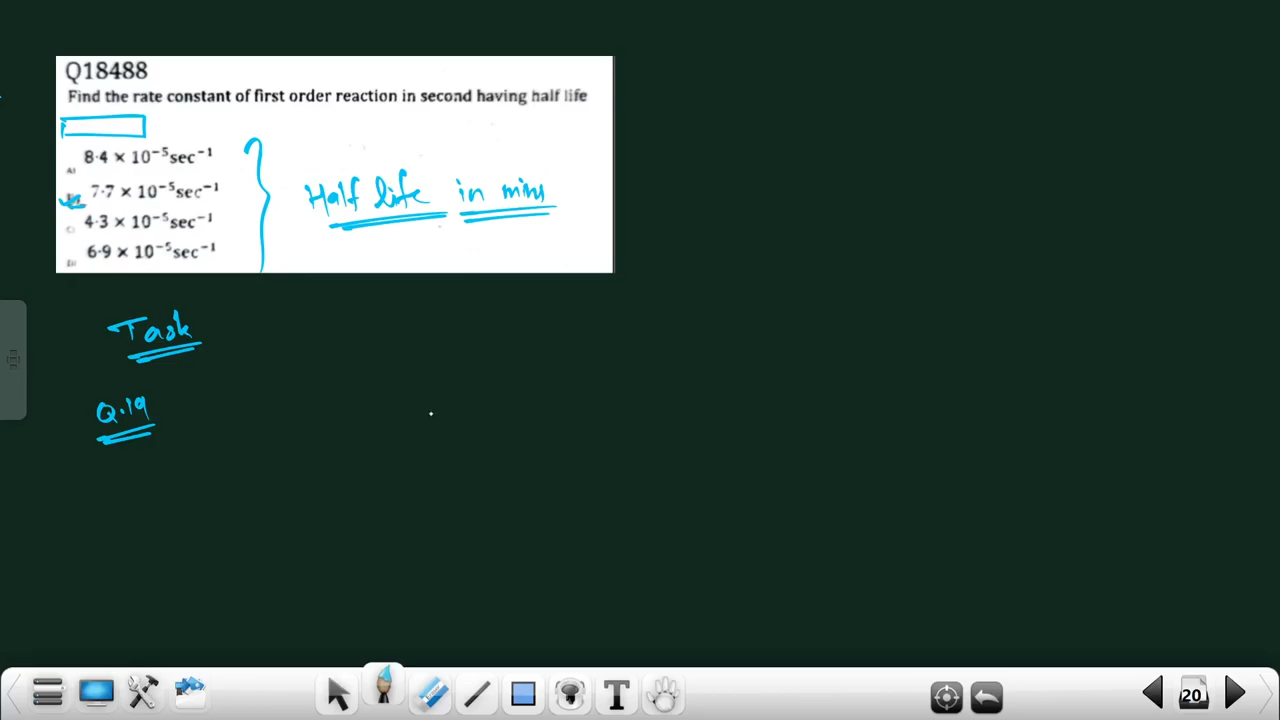 Q18488
Find the rate constant of first order reaction in second having half life
A) 8·4 × 10⁻⁵sec⁻¹
7·7 × 10⁻⁵sec⁻¹
C) 4·3 × 10⁻⁵sec⁻¹
D) 6·9 × 10⁻⁵sec⁻¹
Half life in mins
Task
Q.19
20